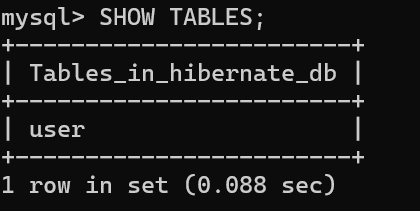 mysql> SHOW TABLES;
+------------------------+
| Tables_in_hibernate_db |
+------------------------+
| user                   |
+------------------------+
1 row in set (0.088 sec)